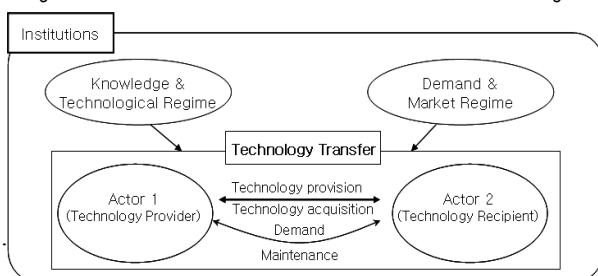 Institutions
Knowledge &
Technological Regime
Demand &
Market Regime
Technology Transfer
Actor 1
(Technology Provider)
Technology provision
Technology acquisition
Demand
Maintenance
Actor 2
(Technology Recipient)